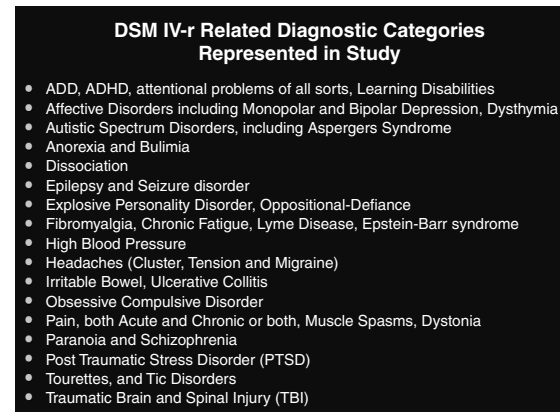 DSM IV-r Related Diagnostic Categories
Represented in Study
• ADD, ADHD, attentional problems of all sorts, Learning Disabilities
• Affective Disorders including Monopolar and Bipolar Depression, Dysthymia
• Autistic Spectrum Disorders, including Aspergers Syndrome
• Anorexia and Bulimia
• Dissociation
• Epilepsy and Seizure disorder
• Explosive Personality Disorder, Oppositional-Defiance
• Fibromyalgia, Chronic Fatigue, Lyme Disease, Epstein-Barr syndrome
• High Blood Pressure
• Headaches (Cluster, Tension and Migraine)
• Irritable Bowel, Ulcerative Collitis
• Obsessive Compulsive Disorder
• Pain, both Acute and Chronic or both, Muscle Spasms, Dystonia
• Paranoia and Schizophrenia
• Post Traumatic Stress Disorder (PTSD)
• Tourettes, and Tic Disorders
• Traumatic Brain and Spinal Injury (TBI)